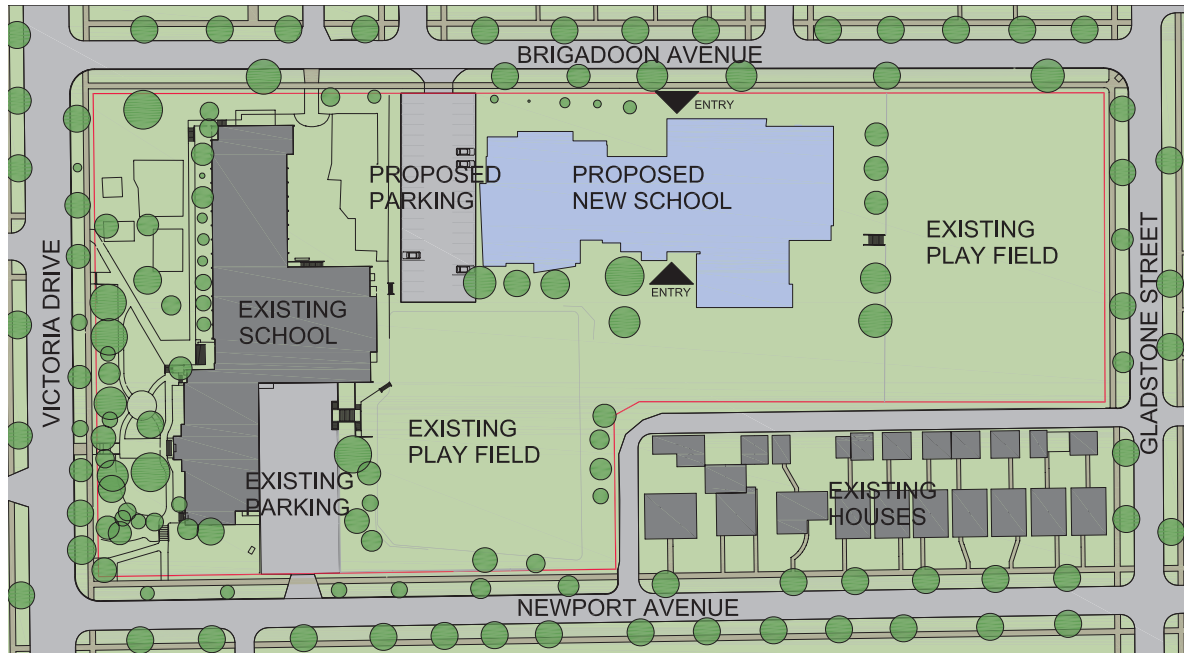 BRIGADOON AVENUE
ENTRY
PROPOSED
PARKING
PROPOSED
NEW SCHOOL
EXISTING
PLAY FIELD
VICTORIA DRIVE
GLADSTONE STREET
ENTRY
EXISTING
SCHOOL
EXISTING
PLAY FIELD
EXISTING
PARKING
EXISTING
HOUSES
NEWPORT AVENUE